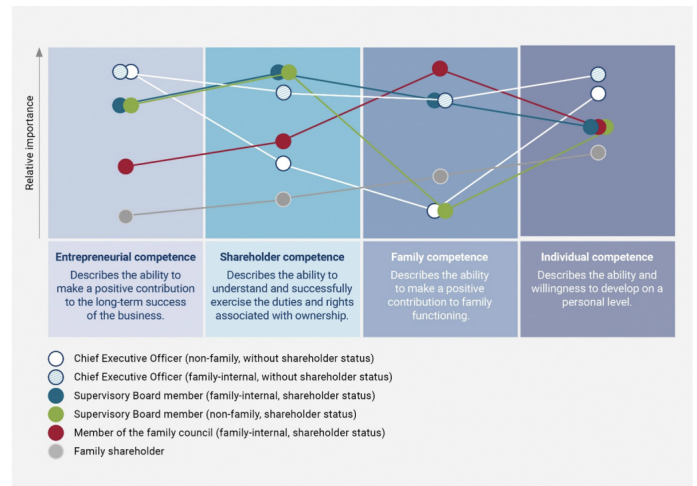 Relative importance
Entrepreneurial competence
Describes the ability to
make a positive contribution
to the long-term success
of the business.
Shareholder competence
Describes the ability to
understand and successfully
exercise the duties and rights
associated with ownership.
Family competence
Describes the ability
to make a positive
contribution to family
functioning.
Individual competence
Describes the ability and
willingness to develop on a
personal level.
Chief Executive Officer (non-family, without shareholder status)
Chief Executive Officer (family-internal, without shareholder status)
Supervisory Board member (family-internal, shareholder status)
Supervisory Board member (non-family, shareholder status)
Member of the family council (family-internal, shareholder status)
Family shareholder